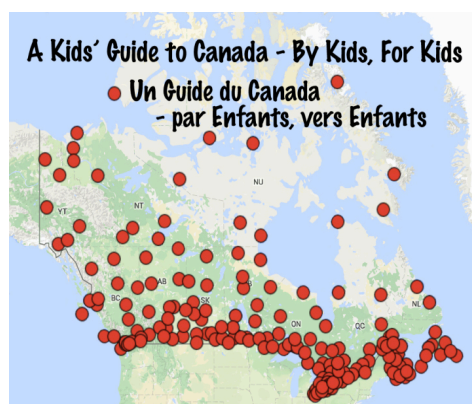 A Kids' Guide to Canada - By Kids, For Kids
Un Guide du Canada
- par Enfants, vers Enfants
NU
YT
NT
BC
AB
SK
ON
QC
NL